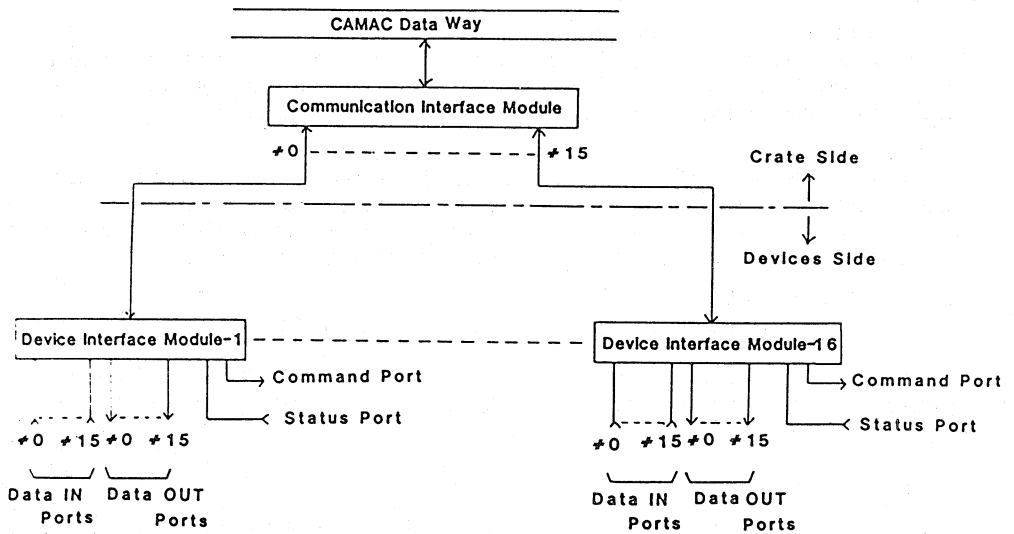 CAMAC Data Way
Communication Interface Module
≠0
≠15
Crate Side
Devices Side
Device Interface Module-1
Device Interface Module-16
Command Port
Status Port
≠0 ≠15 ≠0 ≠15
Data IN Ports
Data OUT Ports
Command Port
Status Port
≠0 ≠15 ≠0 ≠15
Data IN Ports
Data OUT Ports